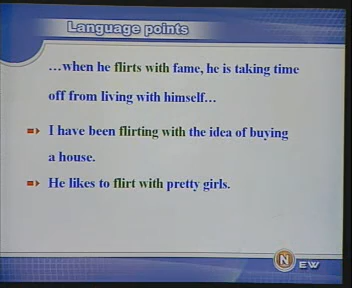 Language points
…when he flirts with fame, he is taking time
off from living with himself…
I have been flirting with the idea of buying
a house.
He likes to flirt with pretty girls.
N EW